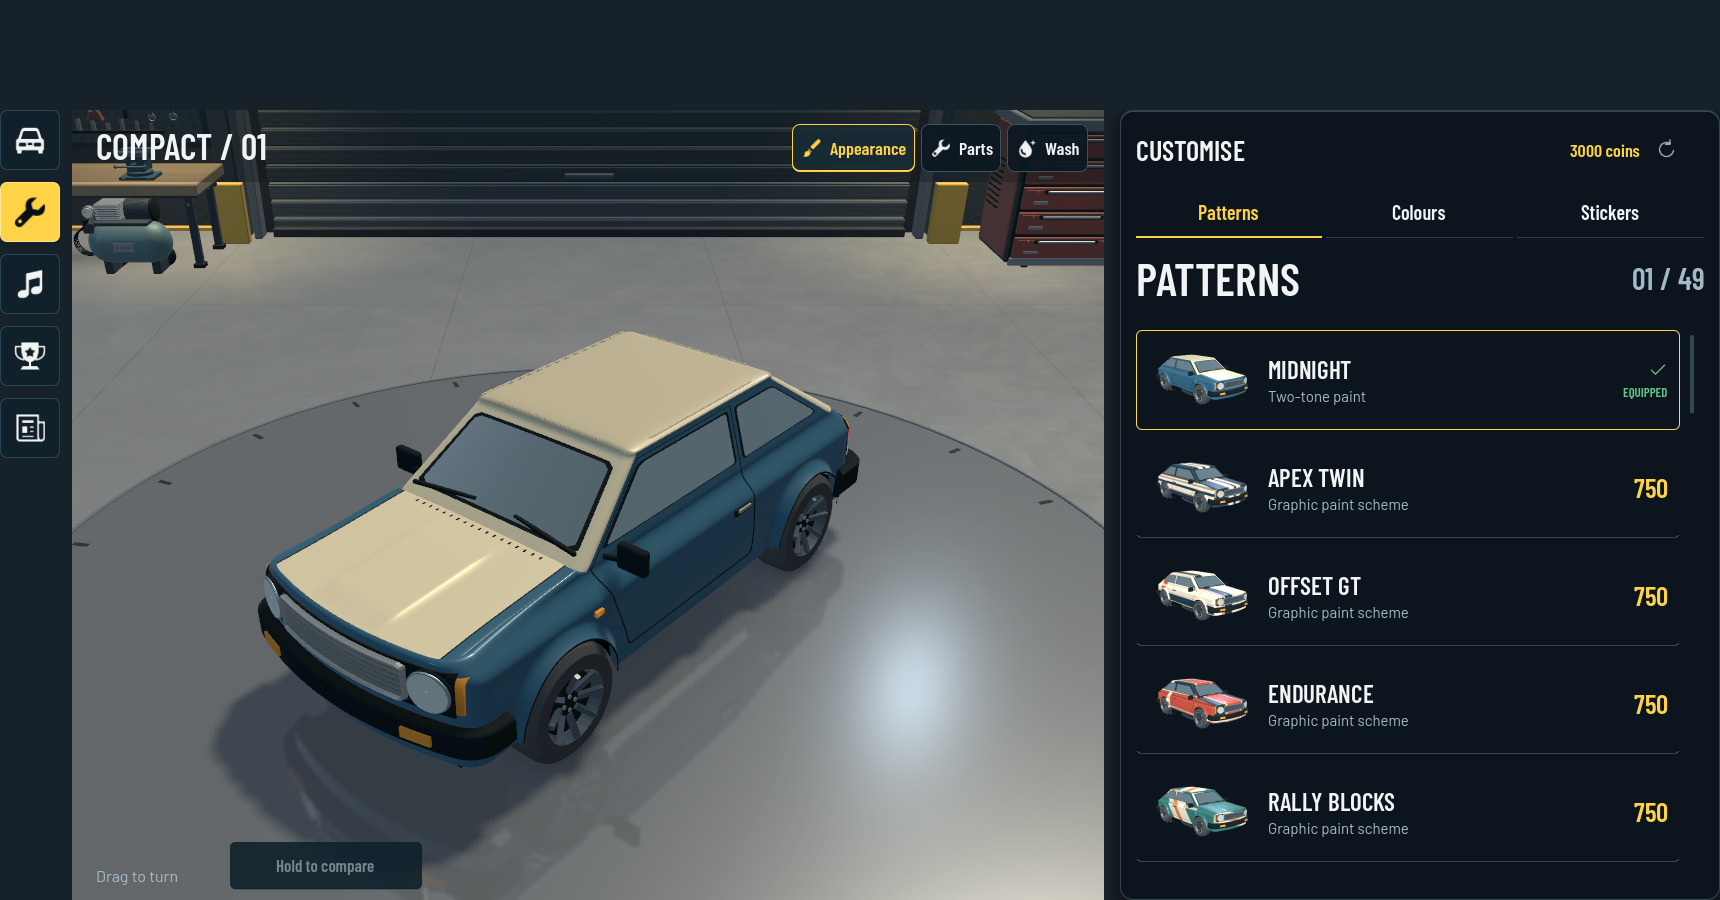 COMPACT / 01
Appearance
Parts
Wash
CUSTOMISE
3000 coins
Patterns
Colours
Stickers
PATTERNS
01 / 49
MIDNIGHT
Two-tone paint
EQUIPPED
APEX TWIN
Graphic paint scheme
750
OFFSET GT
Graphic paint scheme
750
ENDURANCE
Graphic paint scheme
750
RALLY BLOCKS
Graphic paint scheme
750
Drag to turn
Hold to compare